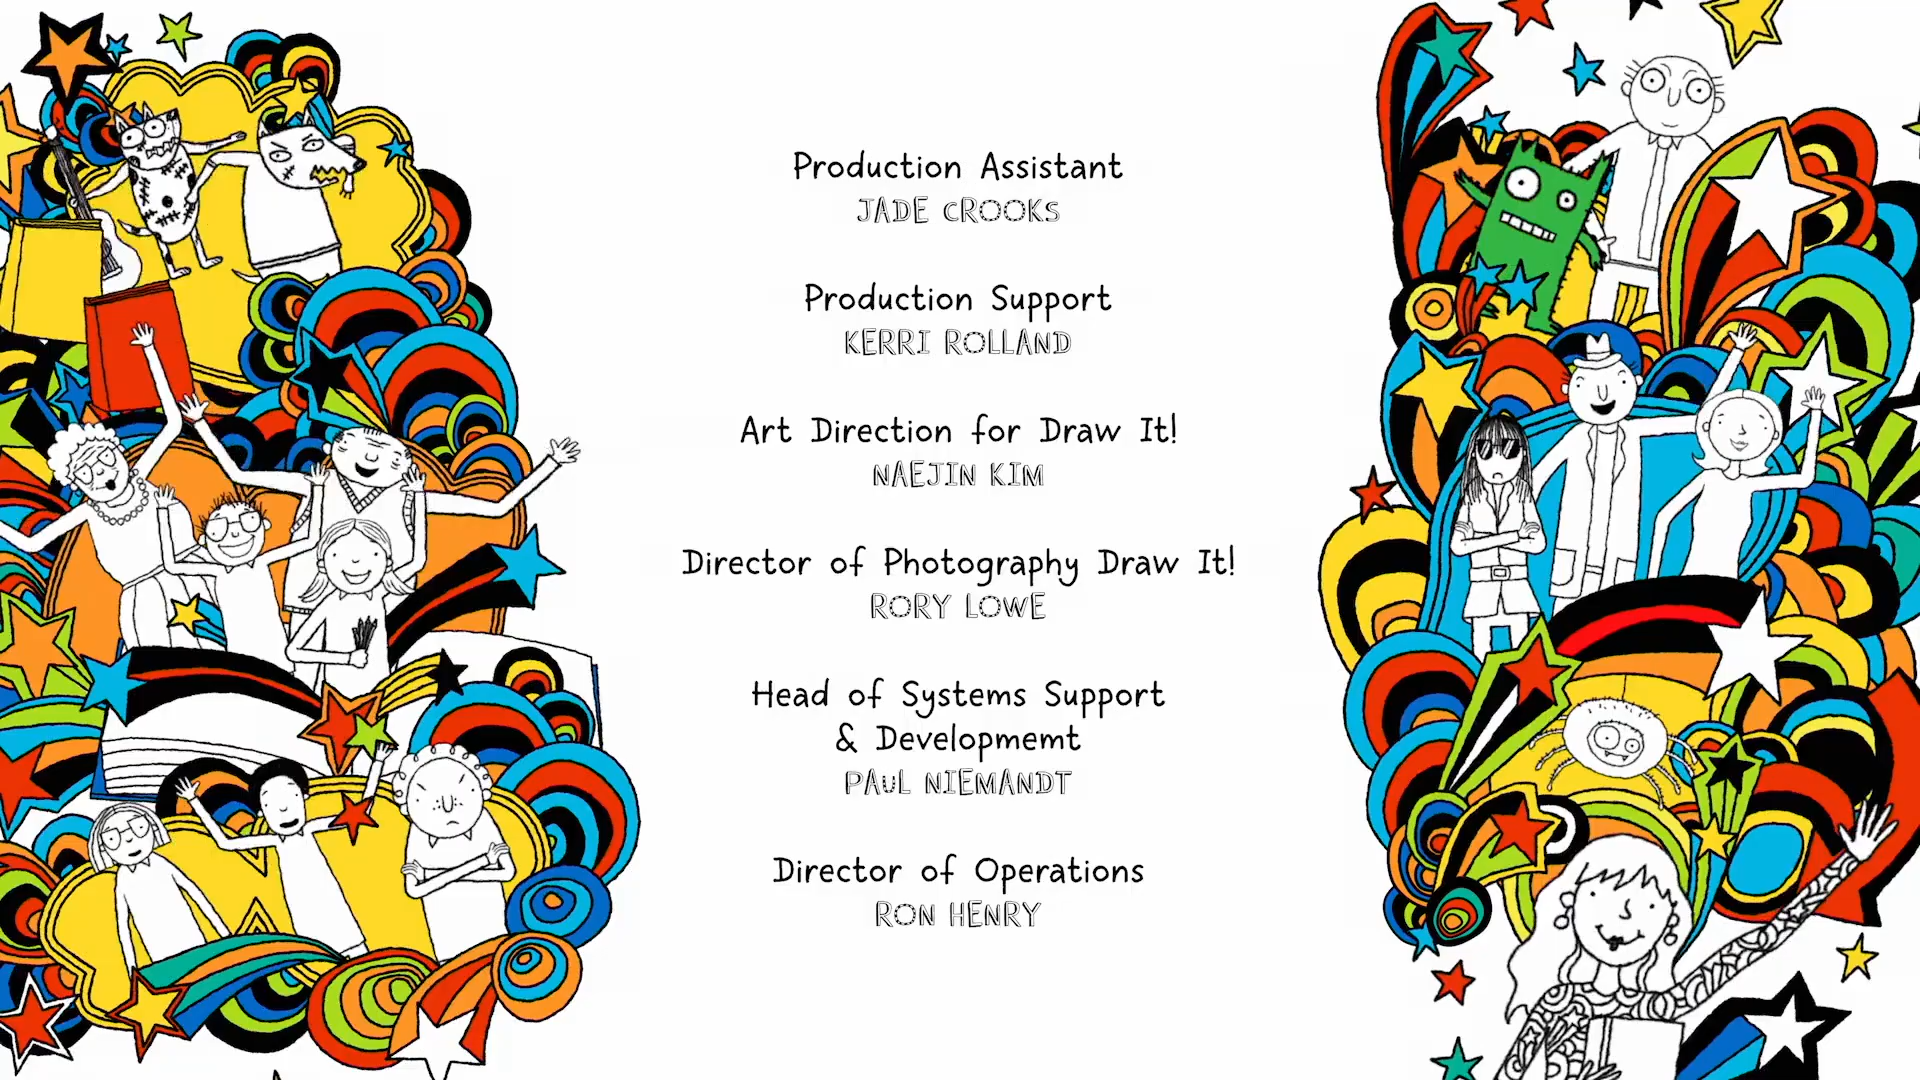 Production Assistant
JADE CROOKS
Production Support
KERRI ROLLAND
Art Direction for Draw It!
NAEJIN KIM
Director of Photography Draw It!
RORY LOWE
Head of Systems Support
& Developmemt
PAUL NIEMANDT
Director of Operations
RON HENRY